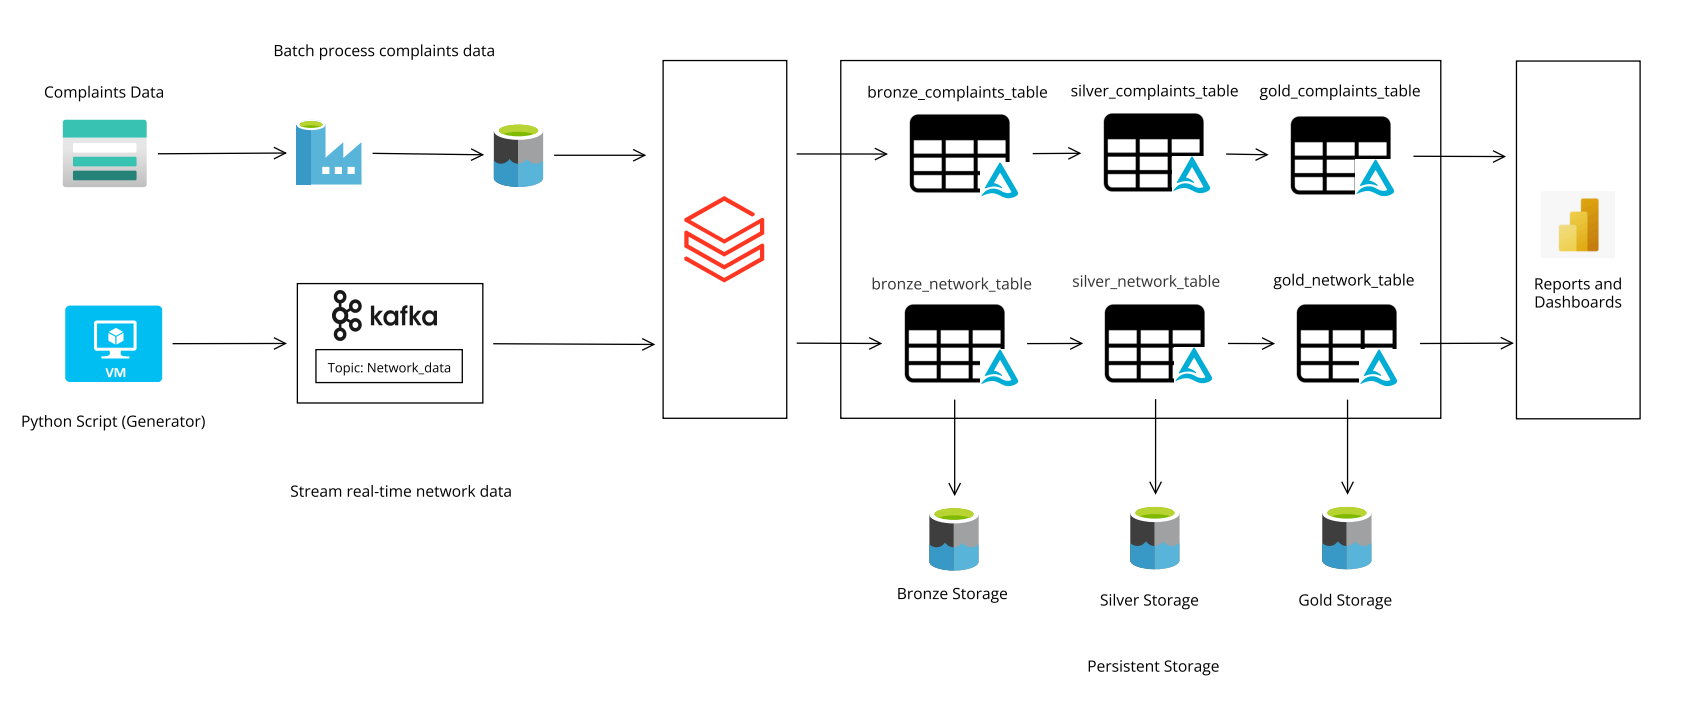 Batch process complaints data
Complaints Data
bronze_complaints_table
silver_complaints_table
gold_complaints_table
bronze_network_table
silver_network_table
gold_network_table
Reports and
Dashboards
kafka
Topic: Network_data
VM
Python Script (Generator)
Stream real-time network data
Bronze Storage
Silver Storage
Gold Storage
Persistent Storage